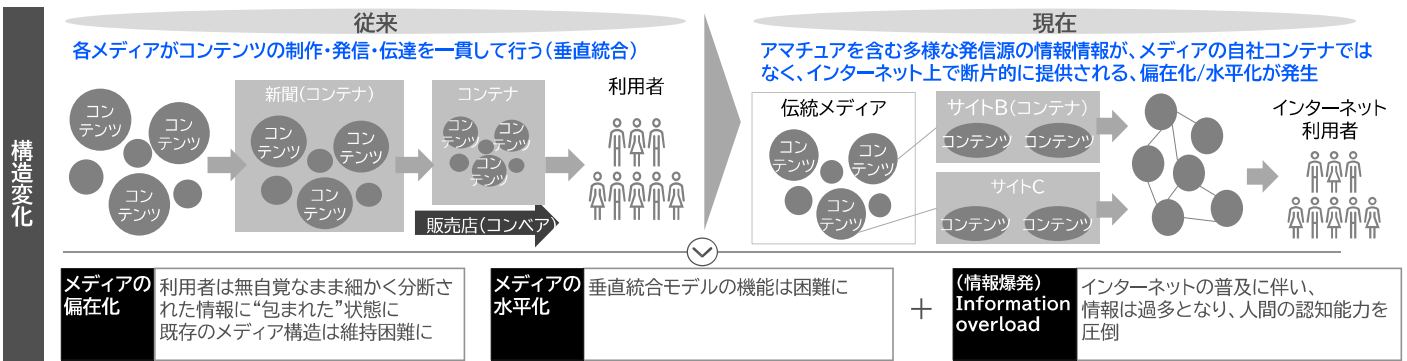 構造変化
従来
各メディアがコンテンツの制作・発信・伝達を一貫して行う（垂直統合）
コン
テンツ
コン
テンツ
コン
テンツ
新聞（コンテナ）
コン
テンツ
コン
テンツ
コン
テンツ
コンテナ
コン
テンツ
コン
テンツ
コン
テンツ
販売店（コンベア）
利用者
現在
アマチュアを含む多様な発信源の情報情報が、メディアの自社コンテナでは
なく、インターネット上で断片的に提供される、偏在化/水平化が発生
伝統メディア
コン
テンツ
コン
テンツ
コン
テンツ
サイトB（コンテナ）
コンテンツ
コンテンツ
サイトC
コンテンツ
コンテンツ
インターネット
利用者
メディアの
偏在化
利用者は無自覚なまま細かく分断さ
れた情報に“包まれた”状態に
既存のメディア構造は維持困難に
メディアの
水平化
垂直統合モデルの機能は困難に
＋
（情報爆発）
Information
overload
インターネットの普及に伴い、
情報は過多となり、人間の認知能力を
圧倒